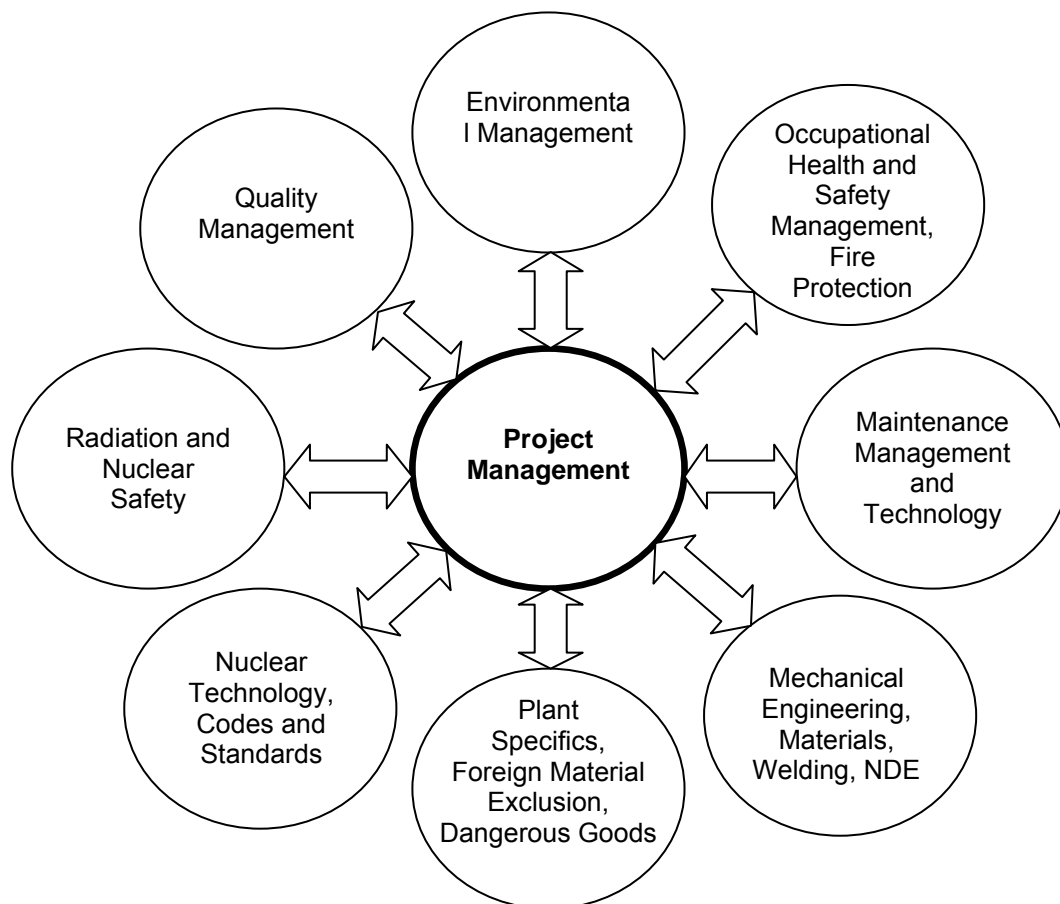 Environmenta
l Management
Occupational
Health and
Safety
Management,
Fire
Protection
Quality
Management
Project
Management
Radiation and
Nuclear
Safety
Maintenance
Management
and
Technology
Nuclear
Technology,
Codes and
Standards
Plant
Specifics,
Foreign Material
Exclusion,
Dangerous Goods
Mechanical
Engineering,
Materials,
Welding, NDE